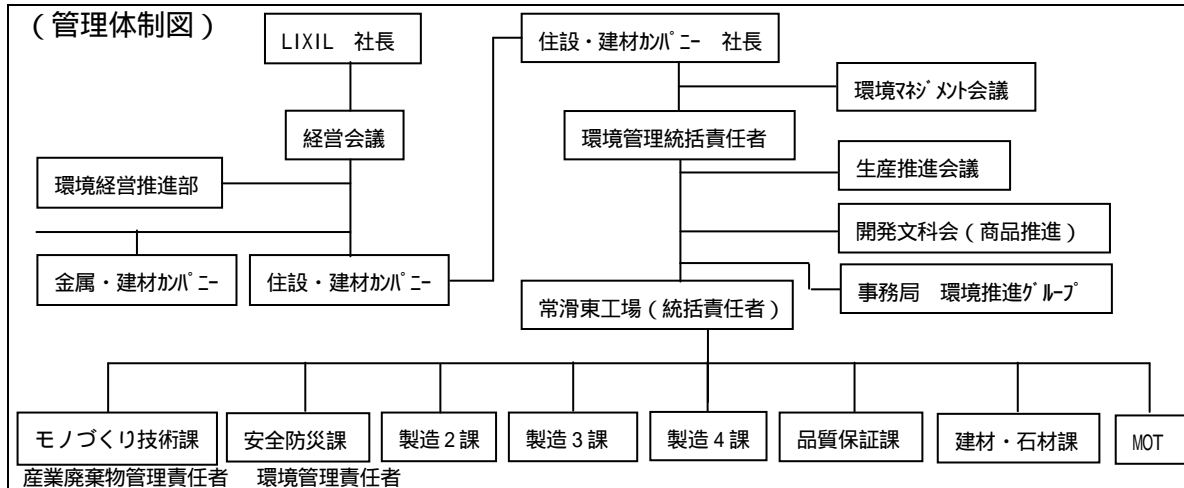 (管理体制図)
LIXIL 社長
住設・建材ｶﾝﾊﾟﾆｰ 社長
環境ﾏﾈｼﾞﾒﾝﾄ会議
経営会議
環境管理統括責任者
環境経営推進部
生産推進会議
開発文科会(商品推進)
金属・建材ｶﾝﾊﾟﾆｰ
住設・建材ｶﾝﾊﾟﾆｰ
事務局 環境推進ｸﾞﾙｰﾌﾟ
常滑東工場(統括責任者)
モノづくり技術課
安全防災課
製造2課
製造3課
製造4課
品質保証課
建材・石材課
MOT
産業廃棄物管理責任者
環境管理責任者